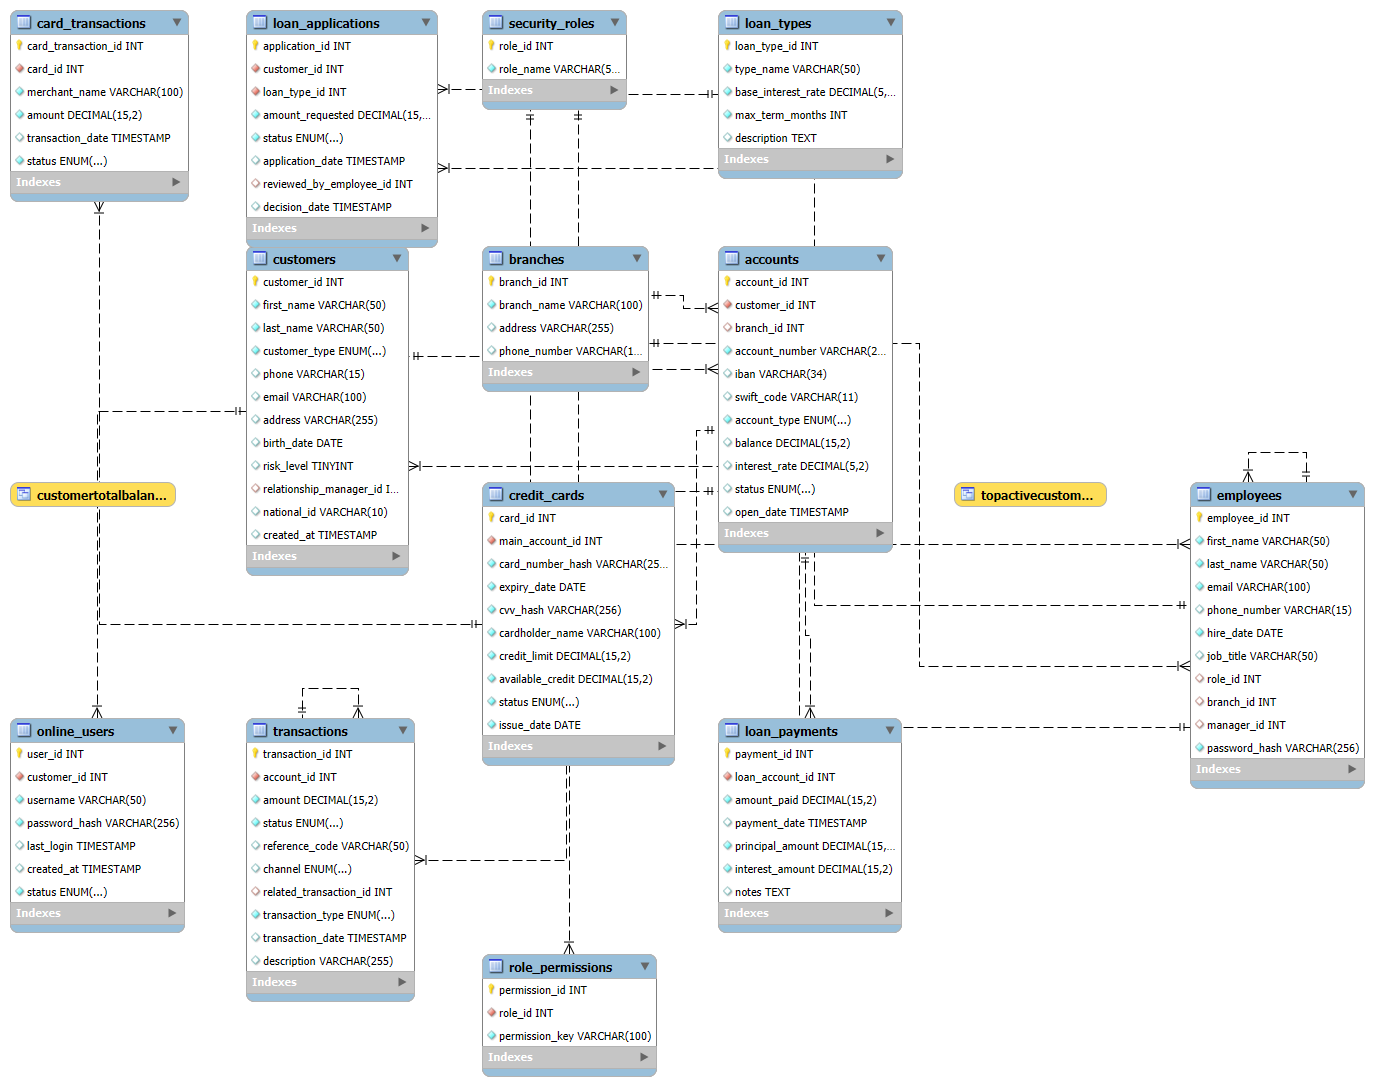 card_transactions
card_transaction_id INT
card_id INT
merchant_name VARCHAR(100)
amount DECIMAL(15,2)
transaction_date TIMESTAMP
status ENUM(...)
Indexes
loan_applications
application_id INT
customer_id INT
loan_type_id INT
amount_requested DECIMAL(15,...
status ENUM(...)
application_date TIMESTAMP
reviewed_by_employee_id INT
decision_date TIMESTAMP
Indexes
security_roles
role_id INT
role_name VARCHAR(5...
Indexes
loan_types
loan_type_id INT
type_name VARCHAR(50)
base_interest_rate DECIMAL(5,...
max_term_months INT
description TEXT
Indexes
customers
customer_id INT
first_name VARCHAR(50)
last_name VARCHAR(50)
customer_type ENUM(...)
phone VARCHAR(15)
email VARCHAR(100)
address VARCHAR(255)
birth_date DATE
risk_level TINYINT
relationship_manager_id I...
national_id VARCHAR(10)
created_at TIMESTAMP
Indexes
branches
branch_id INT
branch_name VARCHAR(100)
address VARCHAR(255)
phone_number VARCHAR(1...
Indexes
accounts
account_id INT
customer_id INT
branch_id INT
account_number VARCHAR(2...
iban VARCHAR(34)
swift_code VARCHAR(11)
account_type ENUM(...)
balance DECIMAL(15,2)
interest_rate DECIMAL(5,2)
status ENUM(...)
open_date TIMESTAMP
Indexes
customertotalbalan...
credit_cards
card_id INT
main_account_id INT
card_number_hash VARCHAR(25...
expiry_date DATE
cvv_hash VARCHAR(256)
cardholder_name VARCHAR(100)
credit_limit DECIMAL(15,2)
available_credit DECIMAL(15,2)
status ENUM(...)
issue_date DATE
Indexes
topactivecustom...
employees
employee_id INT
first_name VARCHAR(50)
last_name VARCHAR(50)
email VARCHAR(100)
phone_number VARCHAR(15)
hire_date DATE
job_title VARCHAR(50)
role_id INT
branch_id INT
manager_id INT
password_hash VARCHAR(256)
Indexes
online_users
user_id INT
customer_id INT
username VARCHAR(50)
password_hash VARCHAR(256)
last_login TIMESTAMP
created_at TIMESTAMP
status ENUM(...)
Indexes
transactions
transaction_id INT
account_id INT
amount DECIMAL(15,2)
status ENUM(...)
reference_code VARCHAR(50)
channel ENUM(...)
related_transaction_id INT
transaction_type ENUM(...)
transaction_date TIMESTAMP
description VARCHAR(255)
Indexes
loan_payments
payment_id INT
loan_account_id INT
amount_paid DECIMAL(15,2)
payment_date TIMESTAMP
principal_amount DECIMAL(15,...
interest_amount DECIMAL(15,2)
notes TEXT
Indexes
role_permissions
permission_id INT
role_id INT
permission_key VARCHAR(100)
Indexes